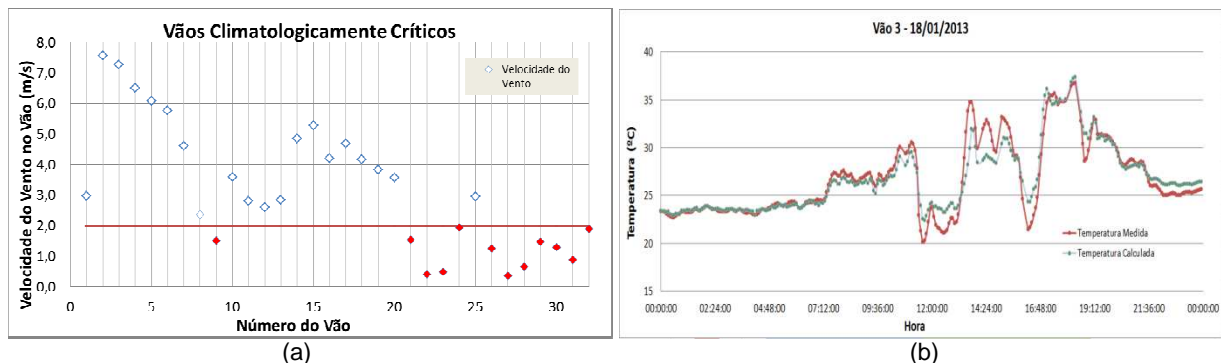 Vãos Climatologicamente Críticos
Velocidade do Vento no Vão (m/s)
8,0
7,0
6,0
5,0
4,0
3,0
2,0
1,0
0,0
Velocidade do
Vento
0 5 10 15 20 25 30
Número do Vão
(a)
Vão 3 - 18/01/2013
Temperatura (ºC)
40
35
30
25
20
15
Temperatura Medida
Temperatura Calculada
00:00:00 02:24:00 04:48:00 07:12:00 09:36:00 12:00:00 14:24:00 16:48:00 19:12:00 21:36:00 00:00:00
Hora
(b)